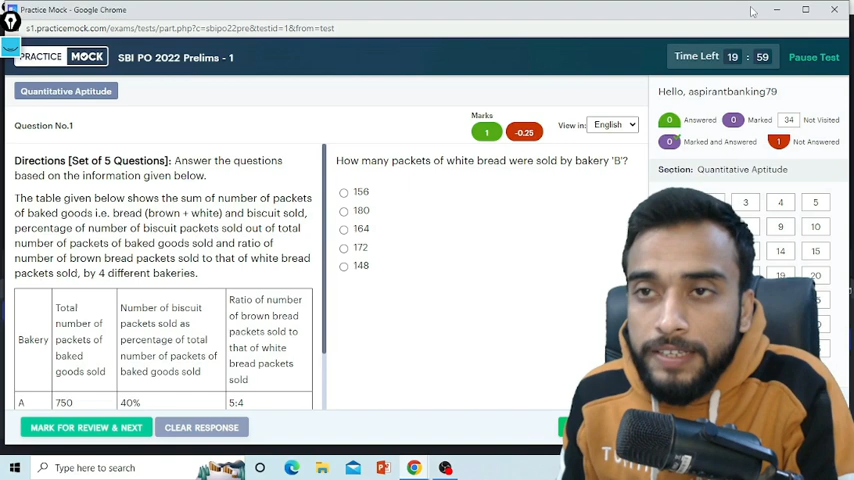 Practice Mock - Google Chrome
s1.practicemock.com/exams/tests/part.php?c=sbipo22pre&testid=1&from=test
PRACTICE MOCK
SBI PO 2022 Prelims - 1
Time Left 19 : 59
Pause Test
Quantitative Aptitude
Hello, aspirantbanking79
Question No.1
Marks
1 -0.25
View in: English
0 Answered 0 Marked 34 Not Visited
0 Marked and Answered 1 Not Answered
Section: Quantitative Aptitude
3 4 5
9 10
14 15
19 20
Directions [Set of 5 Questions]: Answer the questions
based on the information given below.
The table given below shows the sum of number of packets
of baked goods i.e. bread (brown + white) and biscuit sold,
percentage of number of biscuit packets sold out of total
number of packets of baked goods sold and ratio of
number of brown bread packets sold to that of white bread
packets sold, by 4 different bakeries.
Bakery
Total
number of
packets of
baked
goods sold
Number of biscuit
packets sold as
percentage of total
number of packets of
baked goods sold
Ratio of number
of brown bread
packets sold to
that of white
bread packets
sold
A 750 40% 5:4
How many packets of white bread were sold by bakery 'B'?
156
180
164
172
148
MARK FOR REVIEW & NEXT
CLEAR RESPONSE
Type here to search